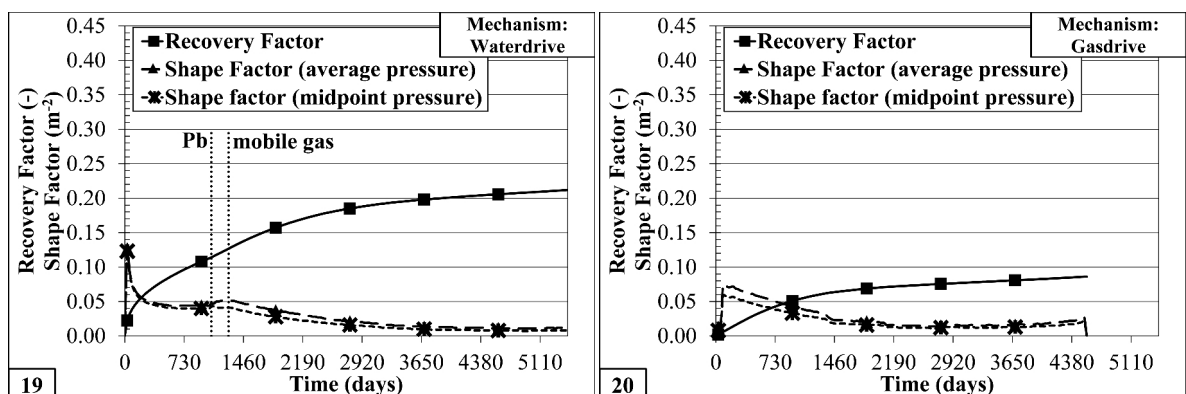 Mechanism:
Waterdrive
Recovery Factor
Shape Factor (average pressure)
Shape factor (midpoint pressure)
Pb
mobile gas
Recovery Factor (-)
Shape Factor (m-2)
0.45
0.40
0.35
0.30
0.25
0.20
0.15
0.10
0.05
0.00
0 730 1460 2190 2920 3650 4380 5110
Time (days)
19
Mechanism:
Gasdrive
Recovery Factor
Shape Factor (average pressure)
Shape factor (midpoint pressure)
Recovery Factor (-)
Shape Factor (m-2)
0.45
0.40
0.35
0.30
0.25
0.20
0.15
0.10
0.05
0.00
0 730 1460 2190 2920 3650 4380 5110
Time (days)
20